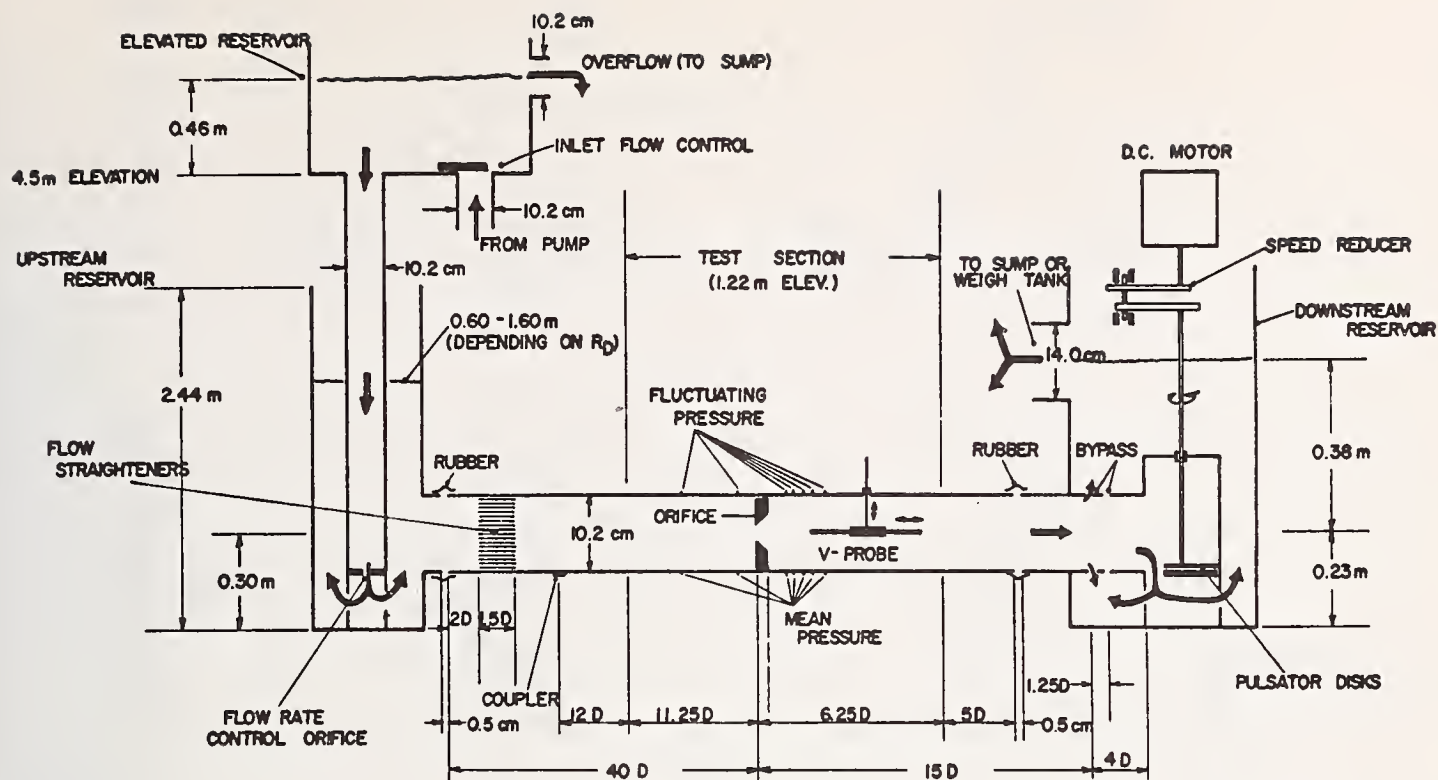 10.2 cm
ELEVATED RESERVOIR
OVERFLOW (TO SUMP)
0.46 m
INLET FLOW CONTROL
4.5m ELEVATION
D.C. MOTOR
10.2 cm
FROM PUMP
UPSTREAM
RESERVOIR
10.2 cm
TEST SECTION
(1.22 m ELEV.)
SPEED REDUCER
TO SUMP OR
WEIGH TANK
0.60 - 1.60 m
(DEPENDING ON RD)
DOWNSTREAM
RESERVOIR
14.0 cm
2.44 m
FLUCTUATING
PRESSURE
FLOW
STRAIGHTENERS
RUBBER
RUBBER
BYPASS
0.38 m
ORIFICE
10.2 cm
V-PROBE
0.30 m
0.23 m
MEAN
PRESSURE
2D
1.5D
COUPLER
1.25D
PULSATOR DISKS
FLOW RATE
CONTROL ORIFICE
0.5 cm
12 D
11.25 D
6.25 D
5D
0.5 cm
40 D
15 D
4 D